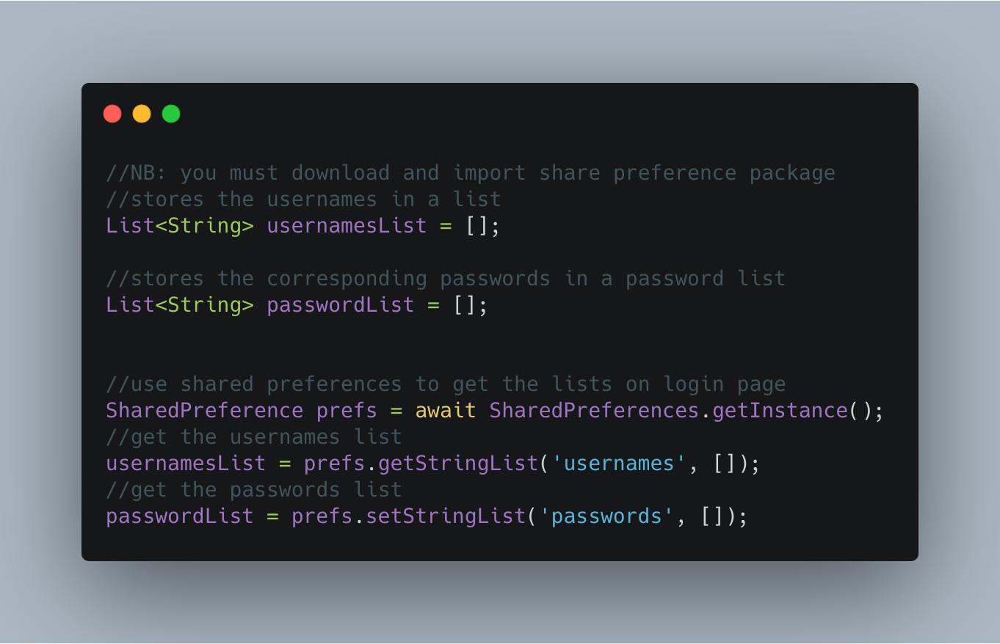 //NB: you must download and import share preference package
//stores the usernames in a list
List<String> usernamesList = [];
//stores the corresponding passwords in a password list
List<String> passwordList = [];
//use shared preferences to get the lists on login page
SharedPreference prefs = await SharedPreferences.getInstance();
//get the usernames list
usernamesList = prefs.getStringList('usernames', []);
//get the passwords list
passwordList = prefs.setStringList('passwords', []);